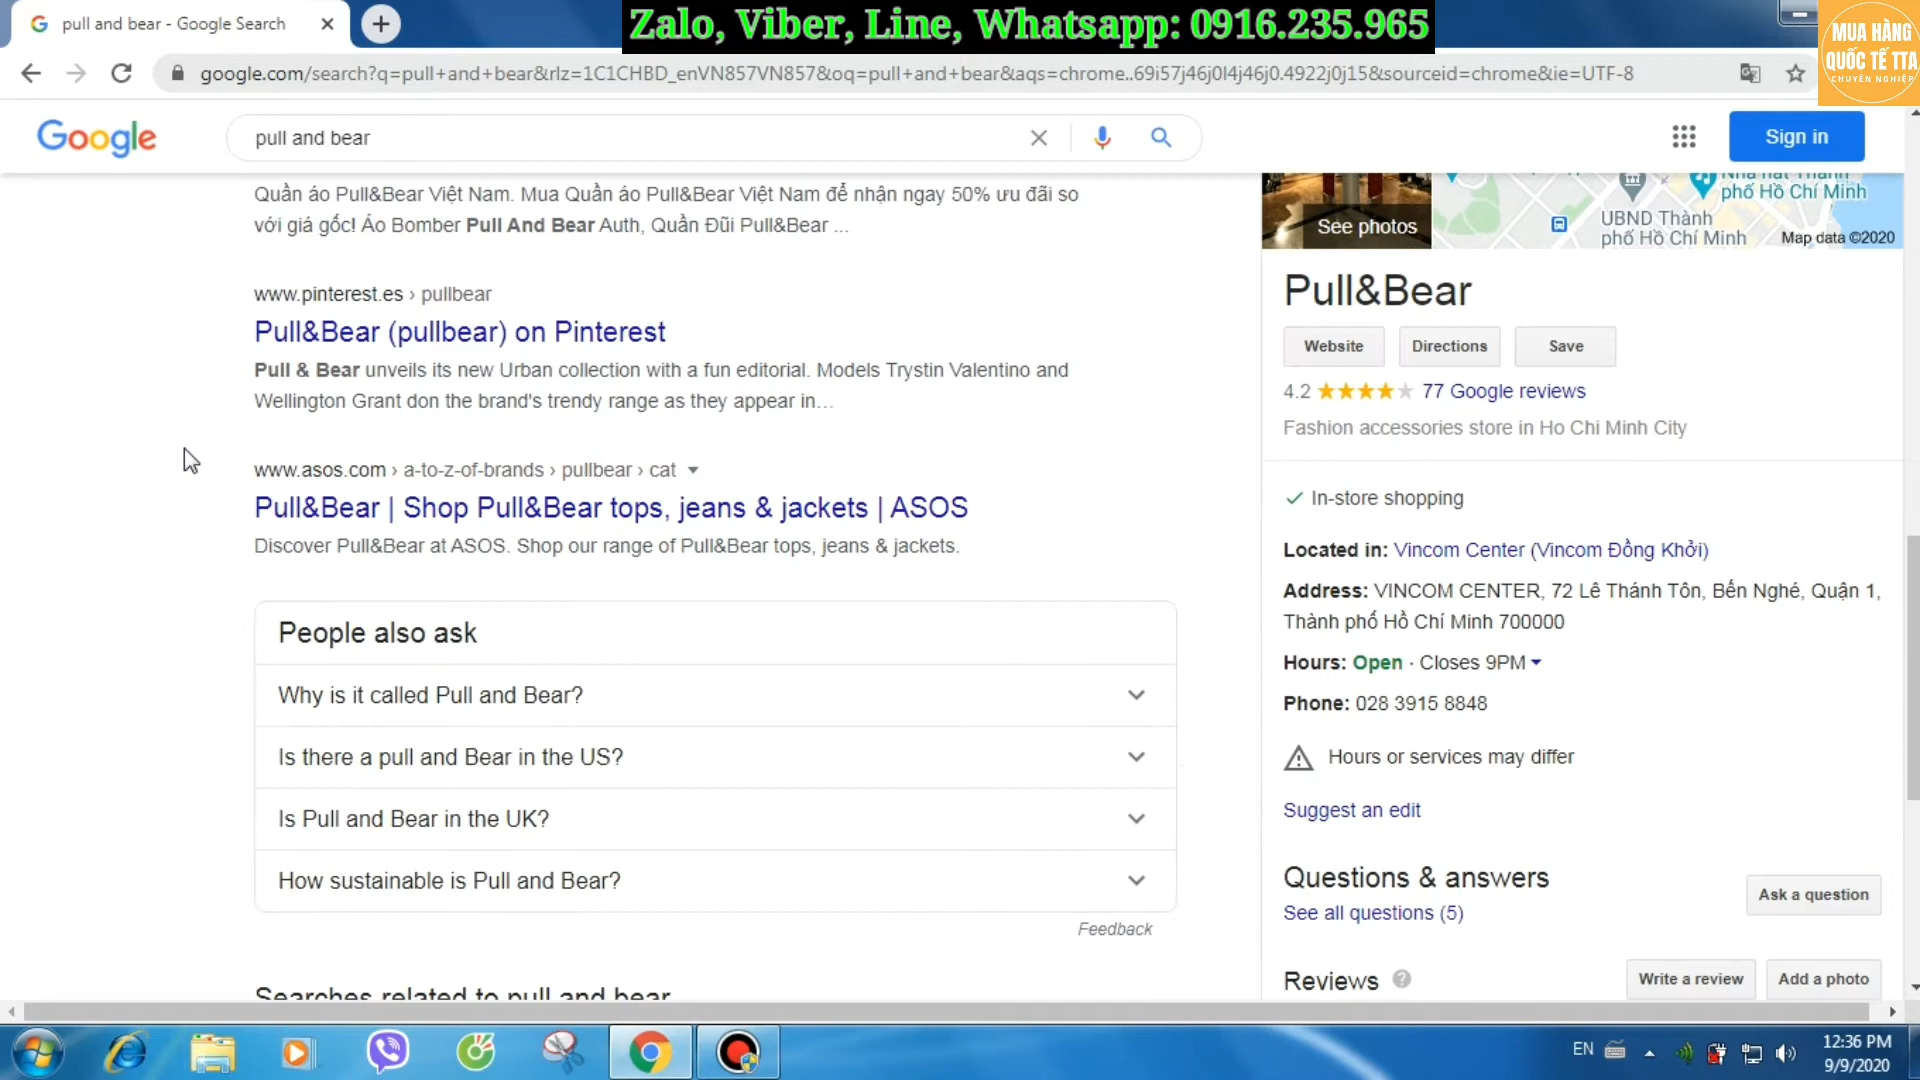 pull and bear - Google Search
Zalo, Viber, Line, Whatsapp: 0916.235.965
MUA HÀNG
QUỐC TẾ TTA
CHUYÊN NGHIỆP
google.com/search?q=pull+and+bear&rlz=1C1CHBD_enVN857VN857&oq=pull+and+bear&aqs=chrome..69i57j46j0l4j46j0.4922j0j15&sourceid=chrome&ie=UTF-8
Google
pull and bear
Sign in
Quần áo Pull&Bear Việt Nam. Mua Quần áo Pull&Bear Việt Nam để nhận ngay 50% ưu đãi so
với giá gốc! Áo Bomber Pull And Bear Auth, Quần Đũi Pull&Bear ...
www.pinterest.es › pullbear
Pull&Bear (pullbear) on Pinterest
Pull & Bear unveils its new Urban collection with a fun editorial. Models Trystin Valentino and
Wellington Grant don the brand's trendy range as they appear in…
www.asos.com › a-to-z-of-brands › pullbear › cat
Pull&Bear | Shop Pull&Bear tops, jeans & jackets | ASOS
Discover Pull&Bear at ASOS. Shop our range of Pull&Bear tops, jeans & jackets.
People also ask
Why is it called Pull and Bear?
Is there a pull and Bear in the US?
Is Pull and Bear in the UK?
How sustainable is Pull and Bear?
Feedback
Searches related to pull and bear
See photos
Nhà hát Thành
phố Hồ Chí Minh
UBND Thành
phố Hồ Chí Minh
Map data ©2020
Pull&Bear
Website
Directions
Save
4.2
77 Google reviews
Fashion accessories store in Ho Chi Minh City
In-store shopping
Located in: Vincom Center (Vincom Đồng Khởi)
Address: VINCOM CENTER, 72 Lê Thánh Tôn, Bến Nghé, Quận 1,
Thành phố Hồ Chí Minh 700000
Hours: Open · Closes 9PM
Phone: 028 3915 8848
Hours or services may differ
Suggest an edit
Questions & answers
See all questions (5)
Ask a question
Reviews
Write a review
Add a photo
EN
12:36 PM
9/9/2020